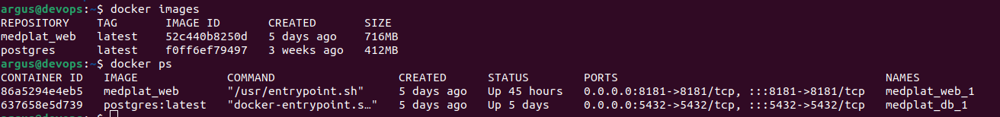 argus@devops:~$ docker images
REPOSITORY TAG IMAGE ID CREATED SIZE
medplat_web latest 52c440b8250d 5 days ago 716MB
postgres latest f0ff6ef79497 3 weeks ago 412MB
argus@devops:~$ docker ps
CONTAINER ID IMAGE COMMAND CREATED STATUS PORTS NAMES
86a5294e4eb5 medplat_web "/usr/entrypoint.sh" 5 days ago Up 45 hours 0.0.0.0:8181->8181/tcp, :::8181->8181/tcp medplat_web_1
637658e5d739 postgres:latest "docker-entrypoint.s…" 5 days ago Up 5 days 0.0.0.0:5432->5432/tcp, :::5432->5432/tcp medplat_db_1
argus@devops:~$